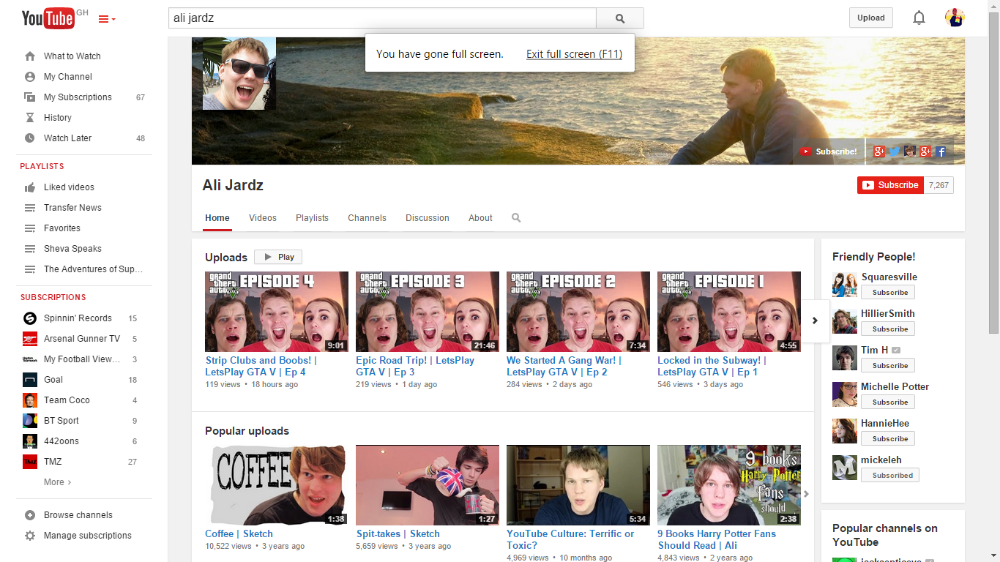 YouTube GH
ali jardz
Upload
You have gone full screen. Exit full screen (F11)
What to Watch
My Channel
My Subscriptions 67
History
Watch Later 48
PLAYLISTS
Liked videos
Transfer News
Favorites
Sheva Speaks
The Adventures of Sup...
SUBSCRIPTIONS
Spinnin' Records 15
Arsenal Gunner TV 5
My Football View... 3
Goal 18
Team Coco 4
BT Sport 9
442oons 6
TMZ 27
More ›
Browse channels
Manage subscriptions
Subscribe!
Ali Jardz
Subscribe 7,267
Home Videos Playlists Channels Discussion About
Uploads Play
grand theft auto V EPISODE 4
9:01
Strip Clubs and Boobs! |
LetsPlay GTA V | Ep 4
119 views • 18 hours ago
grand theft auto V EPISODE 3
21:46
Epic Road Trip! | LetsPlay
GTA V | Ep 3
219 views • 1 day ago
grand theft auto V EPISODE 2
7:34
We Started A Gang War! |
LetsPlay GTA V | Ep 2
284 views • 2 days ago
grand theft auto V EPISODE 1
4:55
Locked in the Subway! |
LetsPlay GTA V | Ep 1
546 views • 3 days ago
Popular uploads
COFFEE
1:38
Coffee | Sketch
10,522 views • 3 years ago
1:27
Spit-takes | Sketch
5,659 views • 3 years ago
5:34
YouTube Culture: Terrific or
Toxic?
4,969 views • 10 months ago
9 books
Harry Potter
fans
should
2:38
9 Books Harry Potter Fans
Should Read | Ali
4,843 views • 2 years ago
Friendly People!
Squaresville
Subscribe
HillierSmith
Subscribe
Tim H
Subscribe
Michelle Potter
Subscribe
HannieHee
Subscribe
mickeleh
Subscribed
Popular channels on
YouTube